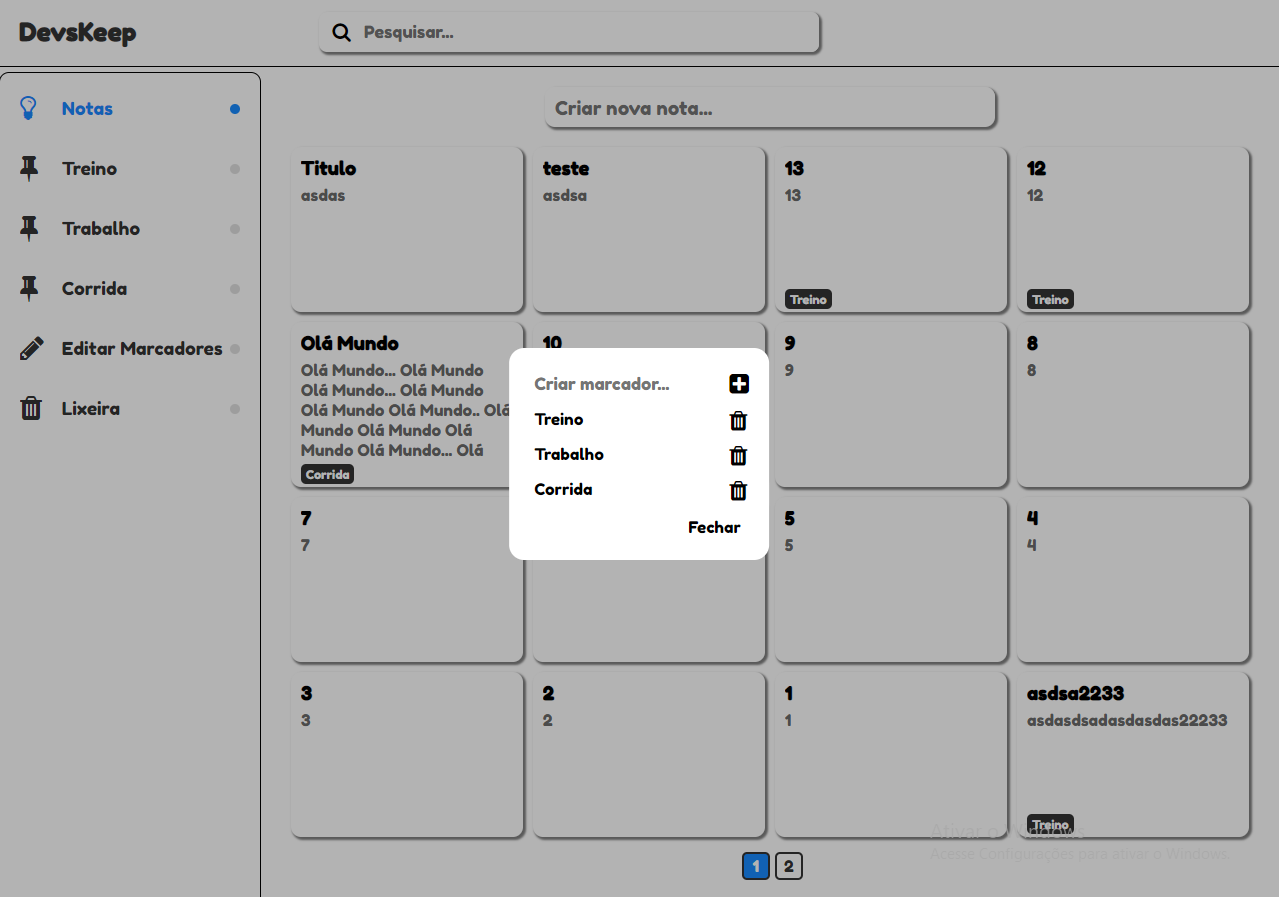 DevsKeep
Pesquisar...
Notas
Treino
Trabalho
Corrida
Editar Marcadores
Lixeira
Criar nova nota...
Titulo
asdas
teste
asdsa
13
13
Treino
12
12
Treino
Olá Mundo
Olá Mundo... Olá Mundo
Olá Mundo... Olá Mundo
Olá Mundo Olá Mundo.. Olá
Mundo Olá Mundo Olá
Mundo Olá Mundo... Olá
Corrida
10
9
9
8
8
Criar marcador...
Treino
Trabalho
Corrida
Fechar
7
7
5
5
4
4
3
3
2
2
1
1
asdsa2233
asdasdsadasdasdas22233
Treino
Ativar o Windows
Acesse Configurações para ativar o Windows.
1
2